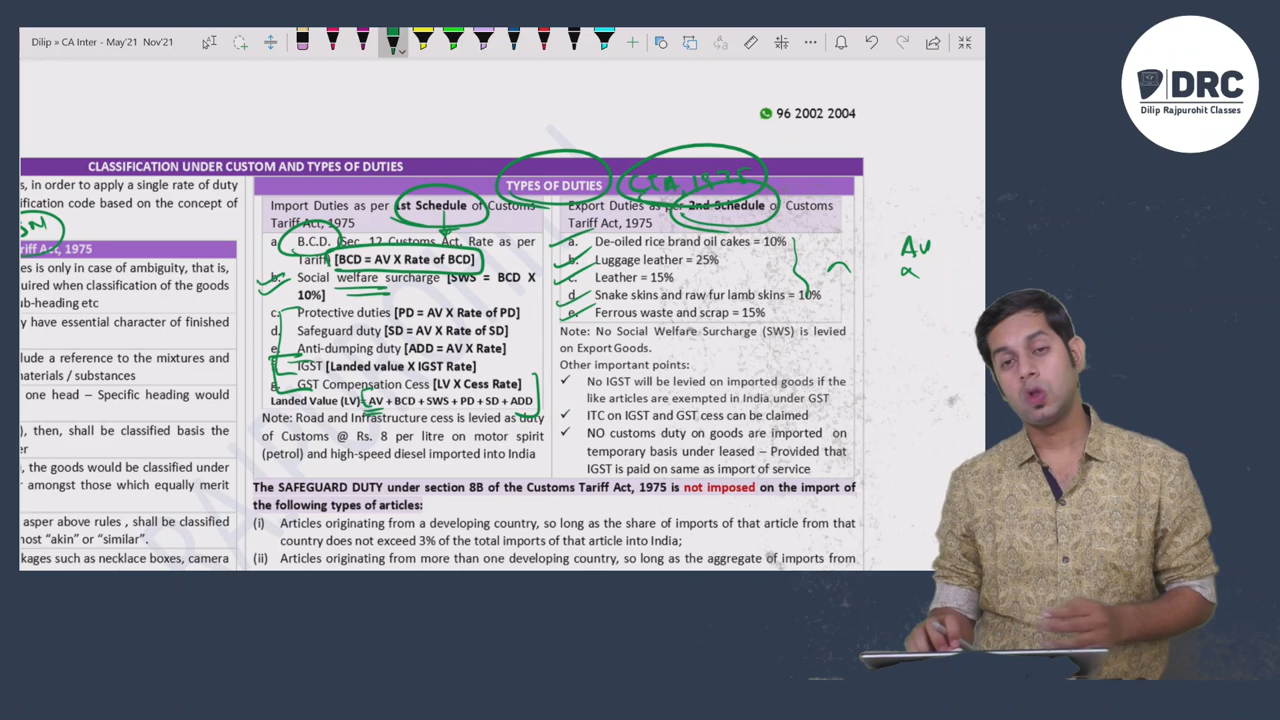 Dilip » CA Inter - May'21 Nov'21
DRC
Dilip Rajpurohit Classes
96 2002 2004
CLASSIFICATION UNDER CUSTOM AND TYPES OF DUTIES
s, in order to apply a single rate of duty
ification code based on the concept of
ariff Act, 1975
es is only in case of ambiguity, that is,
uired when classification of the goods
ub-heading etc
y have essential character of finished
r
clude a reference to the mixtures and
aterials / substances
one head – Specific heading would
), then, shall be classified basis the
er
, the goods would be classified under
r amongst those which equally merit
asper above rules , shall be classified
nost “akin” or “similar”.
kages such as necklace boxes, camera
TYPES OF DUTIES
CTA, 1975
Import Duties as per 1st Schedule of Customs
Tariff Act, 1975
a. B.C.D. (Sec. 12 Customs Act, Rate as per
Tariff) [BCD = AV X Rate of BCD]
b. Social welfare surcharge [SWS = BCD X
10%]
c. Protective duties [PD = AV X Rate of PD]
d. Safeguard duty [SD = AV X Rate of SD]
e. Anti-dumping duty [ADD = AV X Rate]
IGST [Landed value X IGST Rate]
g. GST Compensation Cess [LV X Cess Rate]
Landed Value (LV)= AV + BCD + SWS + PD + SD + ADD
Note: Road and Infrastructure cess is levied as duty
of Customs @ Rs. 8 per litre on motor spirit
(petrol) and high-speed diesel imported into India
Export Duties as per 2nd Schedule of Customs
Tariff Act, 1975
a. De-oiled rice brand oil cakes = 10%
b. Luggage leather = 25%
c. Leather = 15%
d. Snake skins and raw fur lamb skins = 10%
e. Ferrous waste and scrap = 15%
Note: No Social Welfare Surcharge (SWS) is levied
on Export Goods.
Other important points:
✓ No IGST will be levied on imported goods if the
like articles are exempted in India under GST
✓ ITC on IGST and GST cess can be claimed
✓ NO customs duty on goods are imported on
temporary basis under leased – Provided that
IGST is paid on same as import of service
AV
The SAFEGUARD DUTY under section 8B of the Customs Tariff Act, 1975 is not imposed on the import of
the following types of articles:
(i) Articles originating from a developing country, so long as the share of imports of that article from that
country does not exceed 3% of the total imports of that article into India;
(ii) Articles originating from more than one developing country, so long as the aggregate of imports from